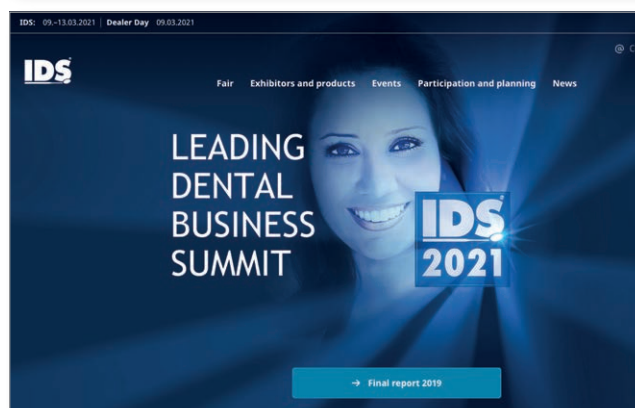 IDS: 09.–13.03.2021 | Dealer Day 09.03.2021
@ C
IDS
Fair Exhibitors and products Events Participation and planning News
LEADING
DENTAL
BUSINESS
SUMMIT
IDS
2021
→ Final report 2019